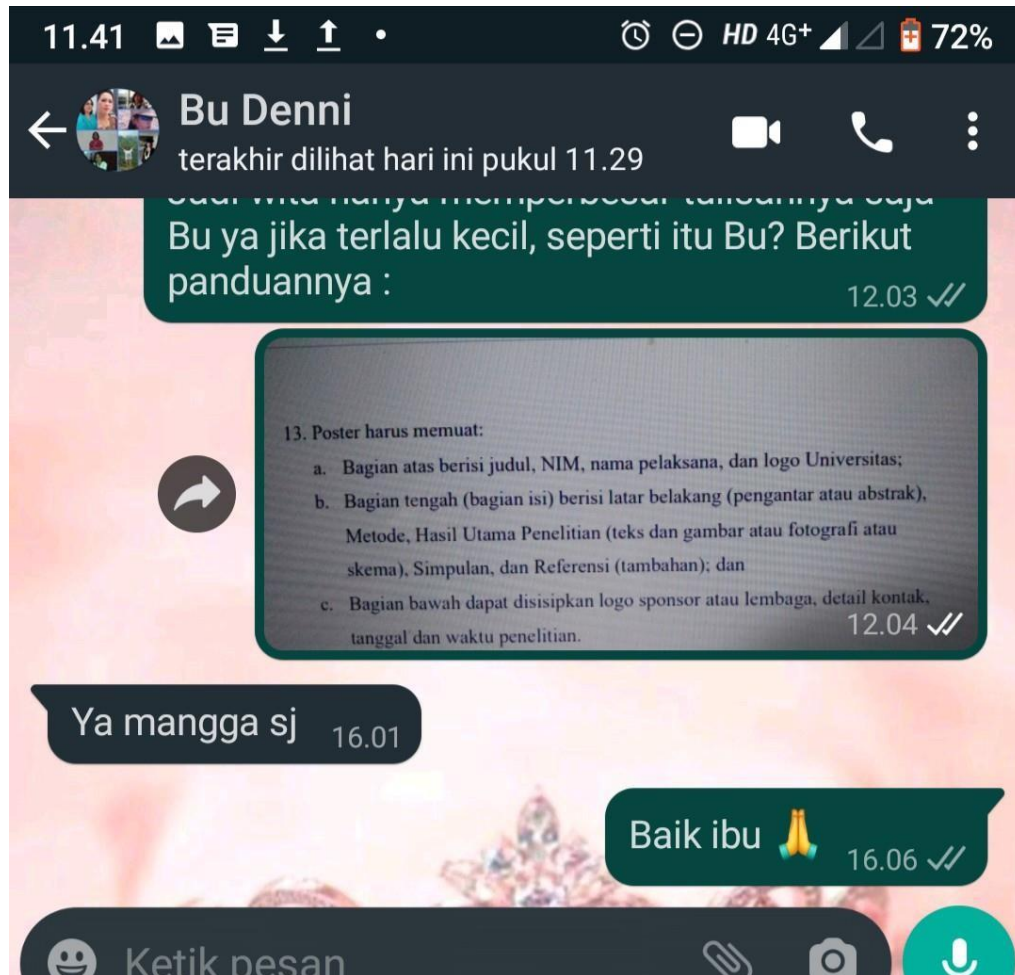 11.41 HD 4G+ 72%
Bu Denni
terakhir dilihat hari ini pukul 11.29
Bu ya jika terlalu kecil, seperti itu Bu? Berikut
panduannya :
12.03
13. Poster harus memuat:
a. Bagian atas berisi judul, NIM, nama pelaksana, dan logo Universitas;
b. Bagian tengah (bagian isi) berisi latar belakang (pengantar atau abstrak),
Metode, Hasil Utama Penelitian (teks dan gambar atau fotografi atau
skema), Simpulan, dan Referensi (tambahan); dan
c. Bagian bawah dapat disisipkan logo sponsor atau lembaga, detail kontak,
tanggal dan waktu penelitian.
12.04
Ya mangga sj 16.01
Baik ibu 🙏 16.06
Ketik pesan